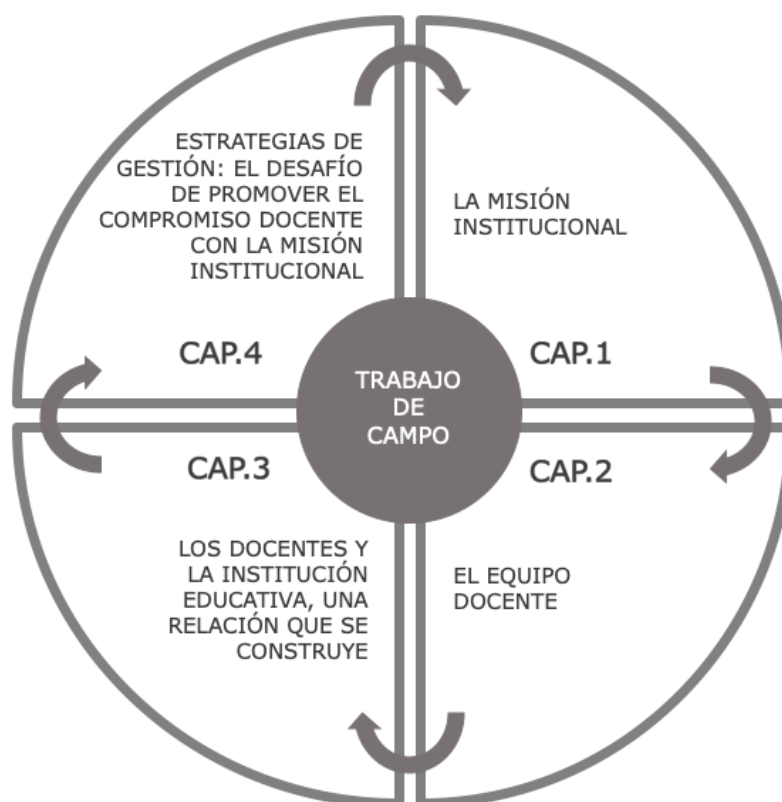 ESTRATEGIAS DE
GESTIÓN: EL DESAFÍO
DE PROMOVER EL
COMPROMISO DOCENTE
CON LA MISIÓN
INSTITUCIONAL
CAP.4
LA MISIÓN
INSTITUCIONAL
CAP.1
TRABAJO
DE
CAMPO
CAP.3
LOS DOCENTES Y
LA INSTITUCIÓN
EDUCATIVA, UNA
RELACIÓN QUE SE
CONSTRUYE
CAP.2
EL EQUIPO
DOCENTE